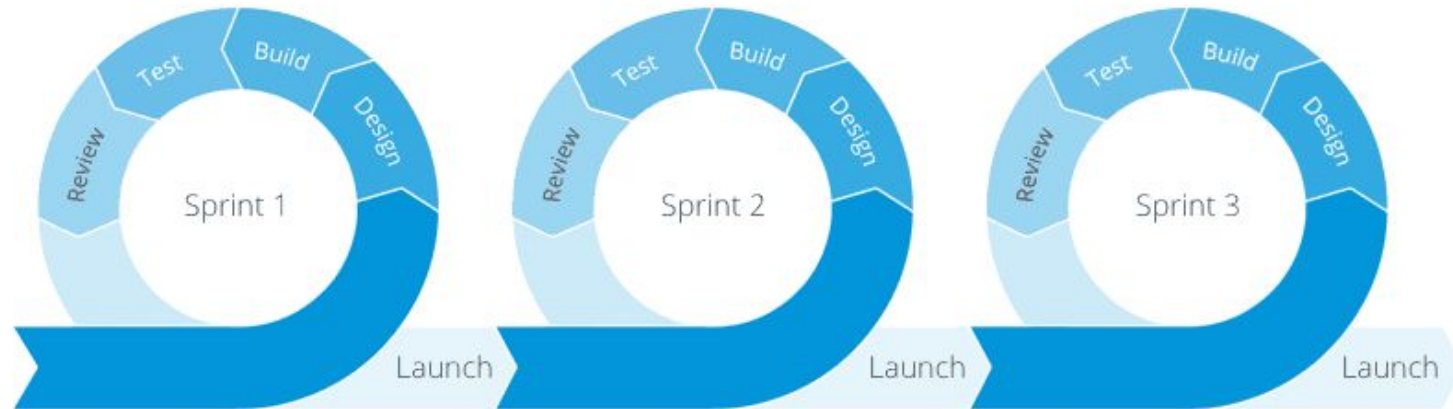 Build
Test
Design
Review
Sprint 1
Launch
Build
Test
Design
Review
Sprint 2
Launch
Build
Test
Design
Review
Sprint 3
Launch